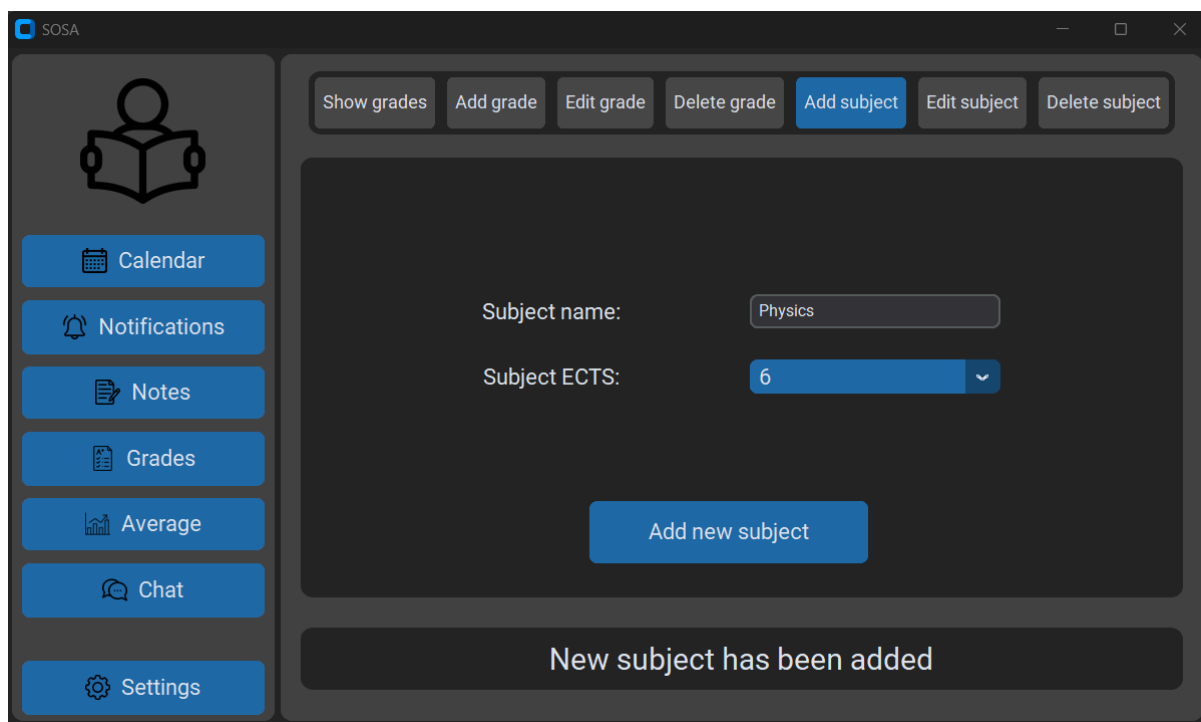 SOSA
Show grades Add grade Edit grade Delete grade Add subject Edit subject Delete subject
Calendar
Notifications
Notes
Grades
Average
Chat
Settings
Subject name: Physics
Subject ECTS: 6
Add new subject
New subject has been added